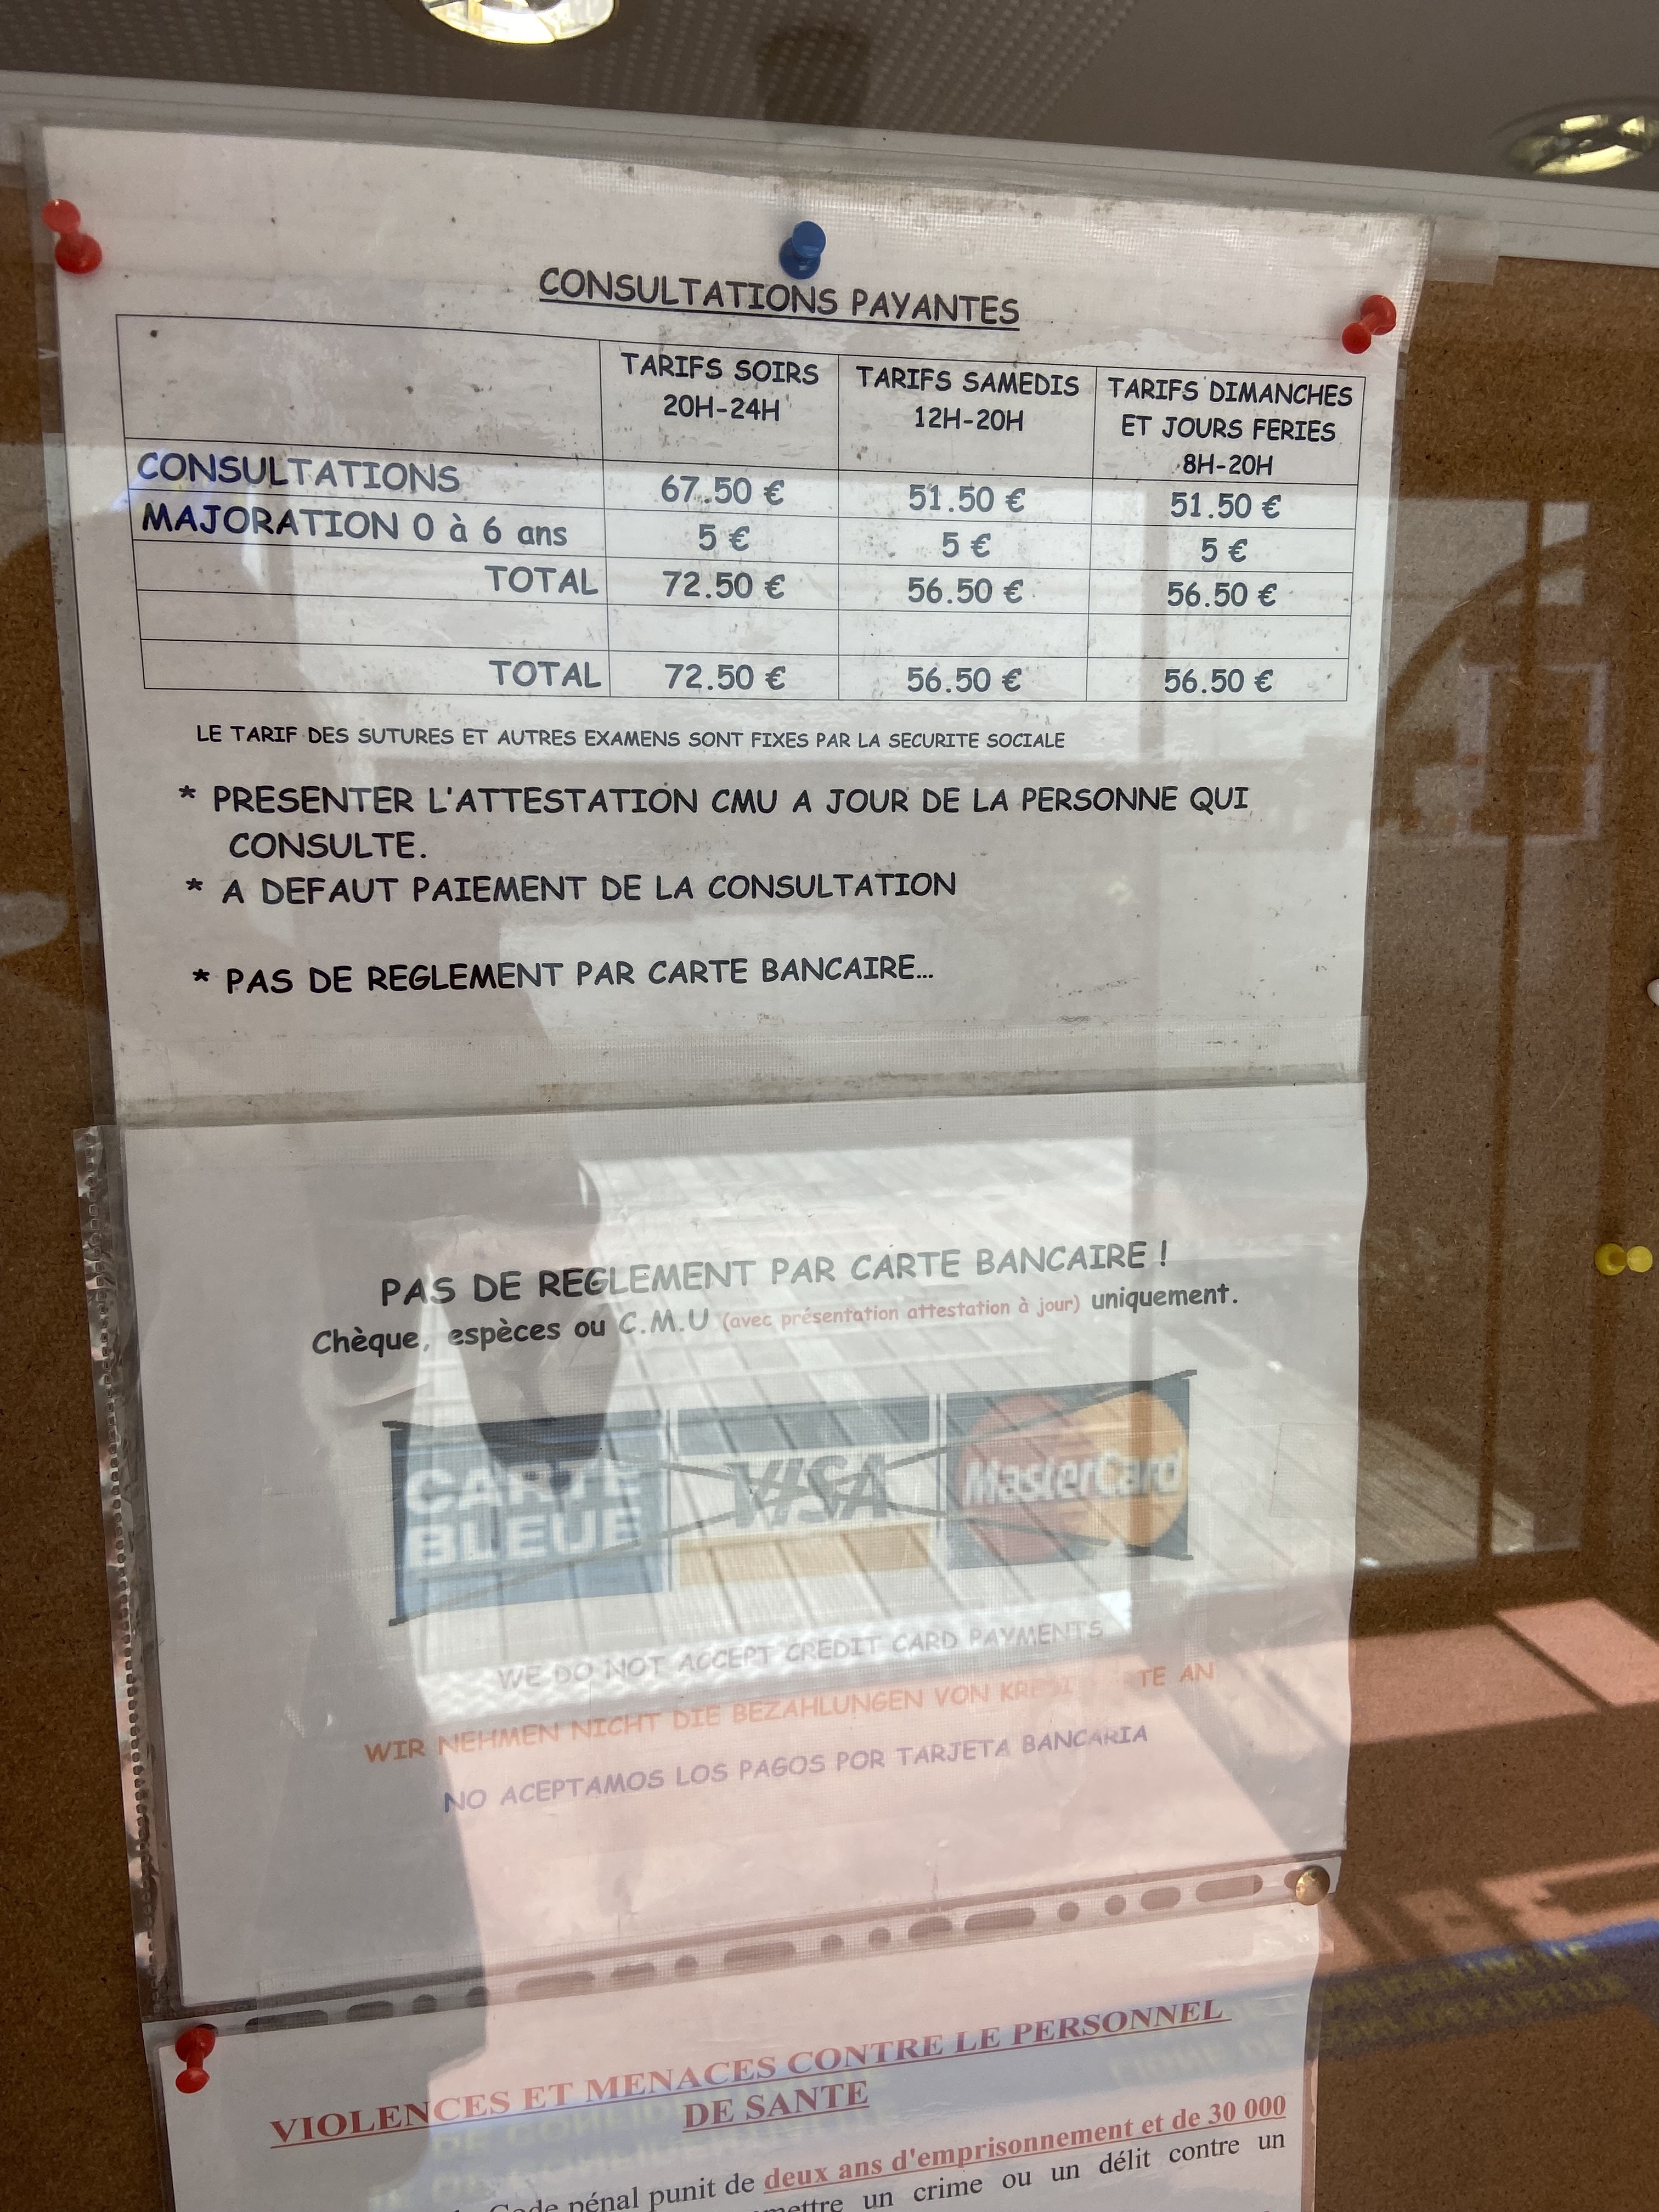 CONSULTATIONS PAYANTES
TARIFS SOIRS 20H-24H
TARIFS SAMEDIS 12H-20H
TARIFS DIMANCHES ET JOURS FERIES 8H-20H
CONSULTATIONS 67.50 € 51.50 € 51.50 €
MAJORATION 0 à 6 ans 5 € 5 € 5 €
TOTAL 72.50 € 56.50 € 56.50 €
TOTAL 72.50 € 56.50 € 56.50 €
LE TARIF DES SUTURES ET AUTRES EXAMENS SONT FIXES PAR LA SECURITE SOCIALE
* PRESENTER L'ATTESTATION CMU A JOUR DE LA PERSONNE QUI
CONSULTE.
* A DEFAUT PAIEMENT DE LA CONSULTATION
* PAS DE REGLEMENT PAR CARTE BANCAIRE...
PAS DE REGLEMENT PAR CARTE BANCAIRE !
Chèque, espèces ou C.M.U (avec présentation attestation à jour) uniquement.
CARTE BLEUE
VISA
MasterCard
WE DO NOT ACCEPT CREDIT CARD PAYMENTS
WIR NEHMEN NICHT DIE BEZAHLUNGEN VON TE AN
NO ACEPTAMOS LOS PAGOS POR TARJETA BANCARIA
VIOLENCES ET MENACES CONTRE LE PERSONNEL
DE SANTE
Code pénal punit de deux ans d'emprisonnement et de 30 000
un crime ou un délit contre un